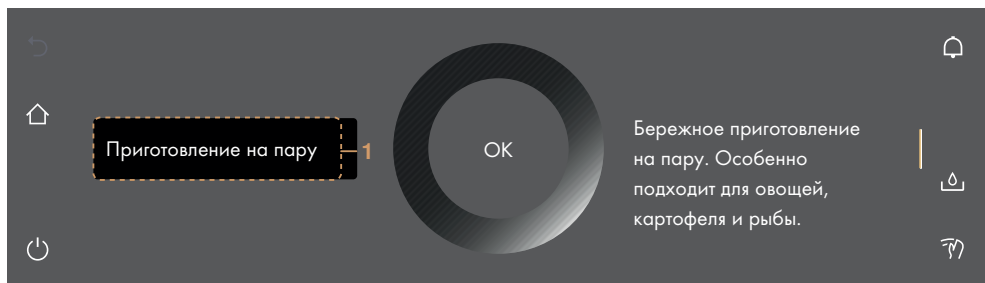 Приготовление на пару
1
OK
Бережное приготовление
на пару. Особенно
подходит для овощей,
картофеля и рыбы.